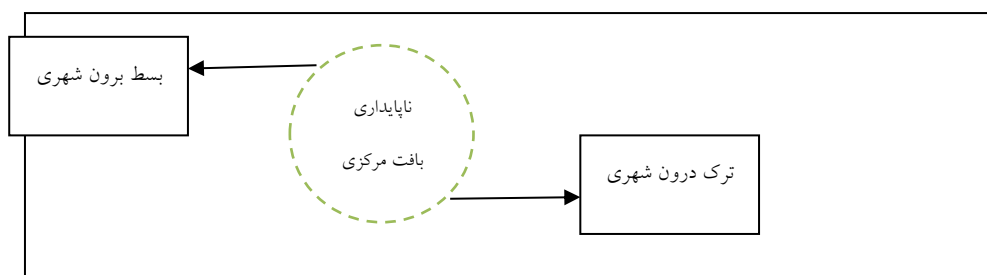 بسط برون شهری
ناپایداری
بافت مرکزی
ترک درون شهری